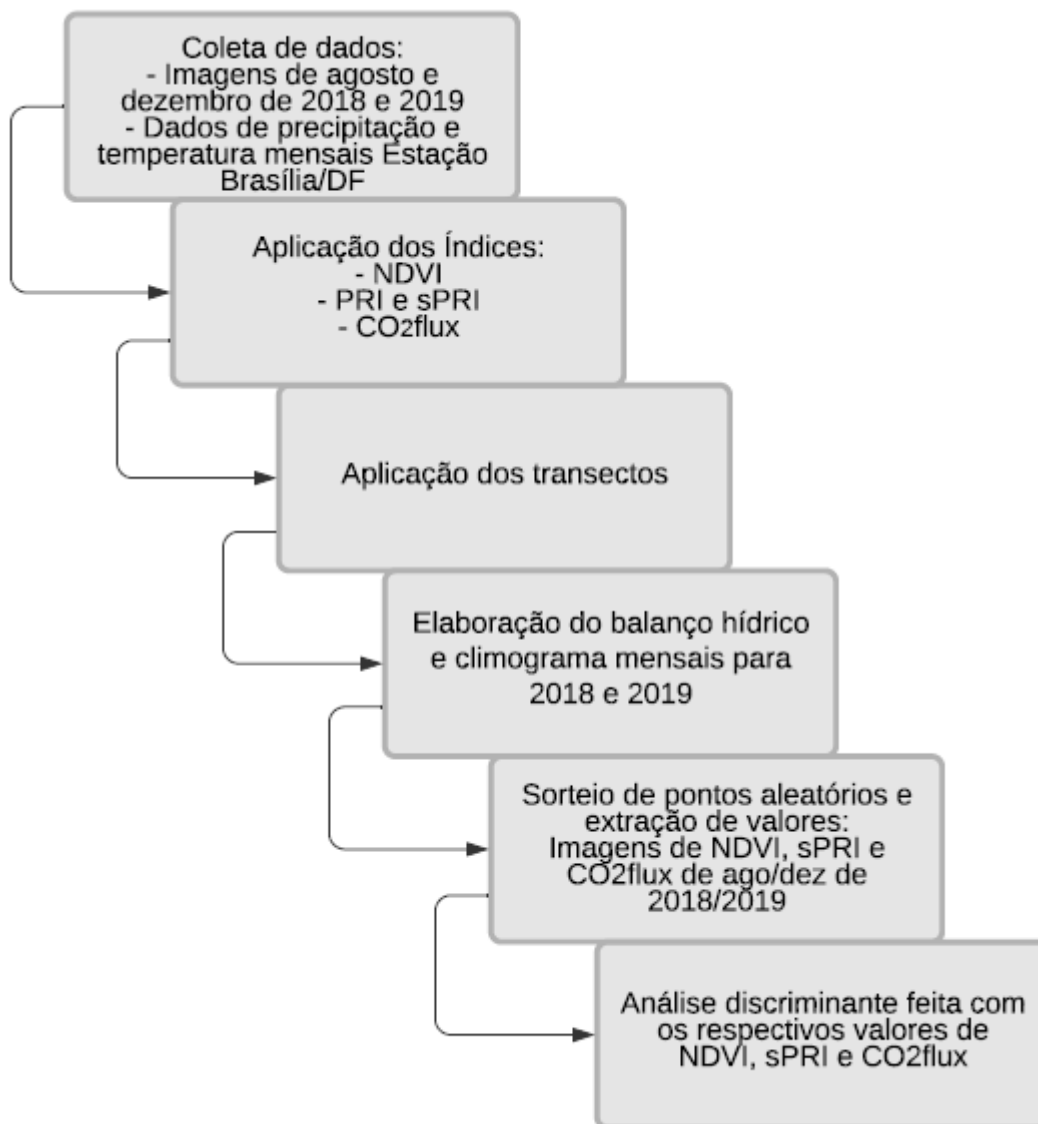 Coleta de dados:
- Imagens de agosto e
dezembro de 2018 e 2019
- Dados de precipitação e
temperatura mensais Estação
Brasília/DF
Aplicação dos Índices:
- NDVI
- PRI e sPRI
- CO2flux
Aplicação dos transectos
Elaboração do balanço hídrico
e climograma mensais para
2018 e 2019
Sorteio de pontos aleatórios e
extração de valores:
Imagens de NDVI, sPRI e
CO2flux de ago/dez de
2018/2019
Análise discriminante feita com
os respectivos valores de
NDVI, sPRI e CO2flux